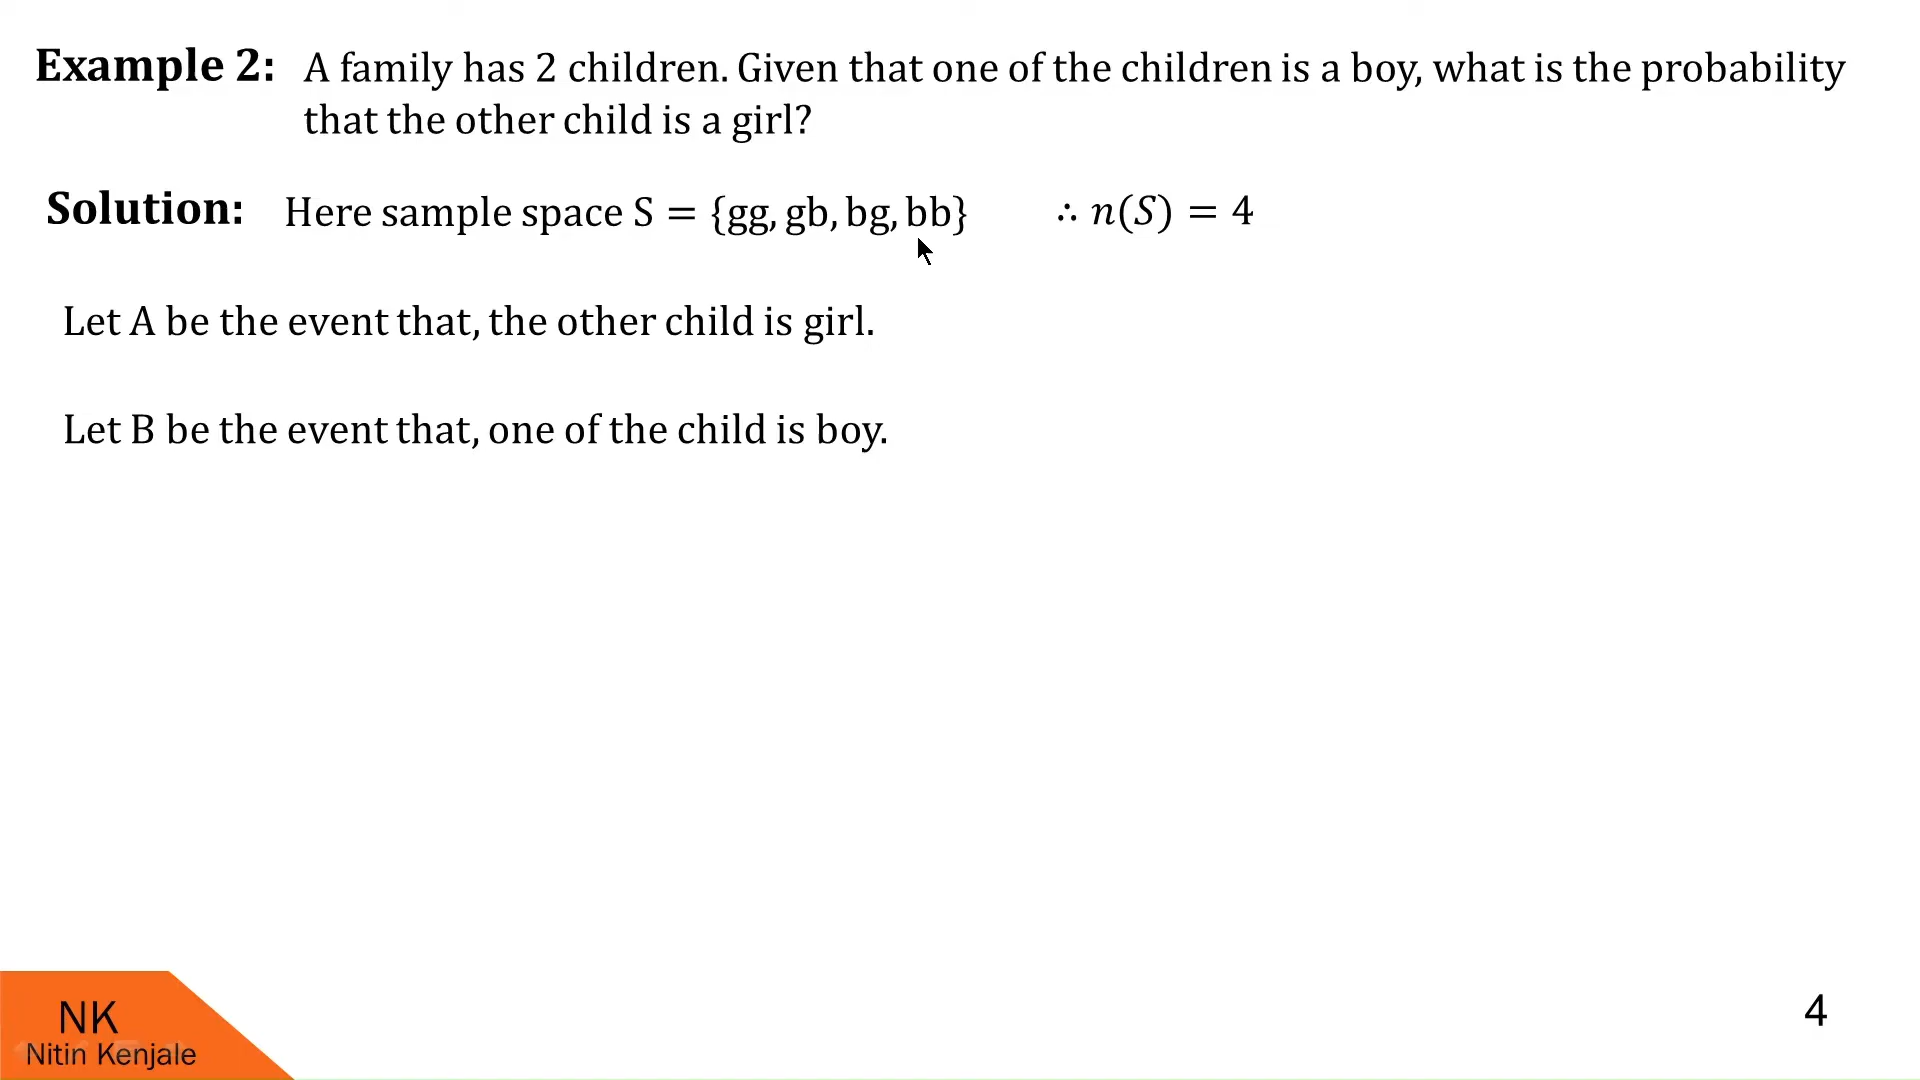 Example 2: A family has 2 children. Given that one of the children is a boy, what is the probability
that the other child is a girl?
Solution: Here sample space S = {gg, gb, bg, bb} ∴ n(S) = 4
Let A be the event that, the other child is girl.
Let B be the event that, one of the child is boy.
NK
Nitin Kenjale
4